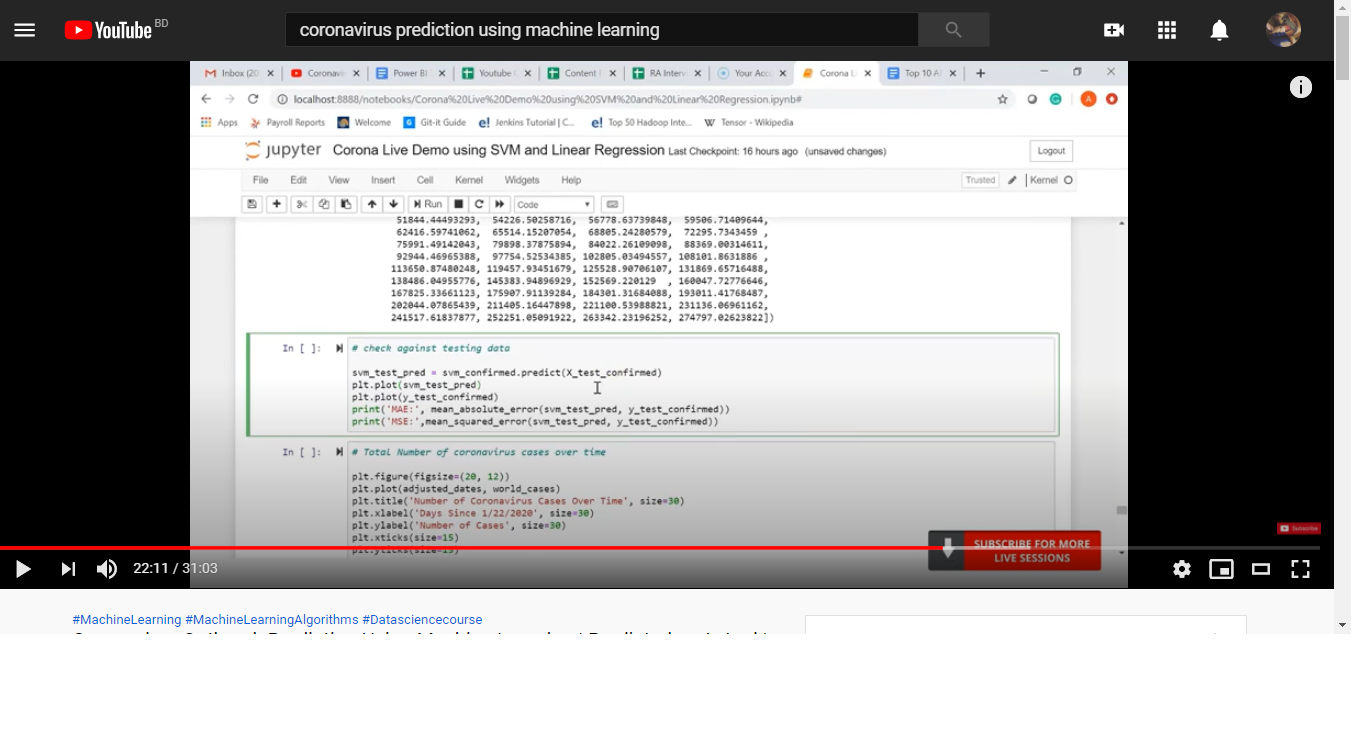 YouTube BD
coronavirus prediction using machine learning
Inbox (20 Coronavi Power BI Youtube C Content RA Interv Your Acc Corona L Top 10 A
localhost:8888/notebooks/Corona%20Live%20Demo%20using%20SVM%20and%20Linear%20Regression.ipynb#
Apps Payroll Reports Welcome Git-it Guide Jenkins Tutorial | C... Top 50 Hadoop Inte... Tensor - Wikipedia
jupyter Corona Live Demo using SVM and Linear Regression Last Checkpoint: 16 hours ago (unsaved changes) Logout
File Edit View Insert Cell Kernel Widgets Help Trusted Kernel
Run Code
51844.44493293, 54226.50258716, 56778.63739848, 59506.71409644,
62416.59741062, 65514.15207054, 68805.24280579, 72295.7343459 ,
75991.49142043, 79898.37875894, 84022.26109098, 88369.00314611,
92944.46965388, 97754.52534385, 102805.03494557, 108101.8631886 ,
113650.87480248, 119457.93451679, 125528.90706107, 131869.65716488,
138486.04955776, 145383.94896929, 152569.220129 , 160047.72776646,
167825.33661123, 175907.91139284, 184301.31684088, 193011.41768487,
202044.07865439, 211405.16447898, 221100.53988821, 231136.06961162,
241517.61837877, 252251.05091922, 263342.23196252, 274797.02623822])
In [ ]: # check against testing data
svm_test_pred = svm_confirmed.predict(X_test_confirmed)
plt.plot(svm_test_pred)
plt.plot(y_test_confirmed)
print('MAE:', mean_absolute_error(svm_test_pred, y_test_confirmed))
print('MSE:',mean_squared_error(svm_test_pred, y_test_confirmed))
In [ ]: # Total Number of coronavirus cases over time
plt.figure(figsize=(20, 12))
plt.plot(adjusted_dates, world_cases)
plt.title('Number of Coronavirus Cases Over Time', size=30)
plt.xlabel('Days Since 1/22/2020', size=30)
plt.ylabel('Number of Cases', size=30)
plt.xticks(size=15)
plt.yticks(size=15)
Subscribe
SUBSCRIBE FOR MORE
LIVE SESSIONS
22:11 / 31:03
#MachineLearning #MachineLearningAlgorithms #Datasciencecourse